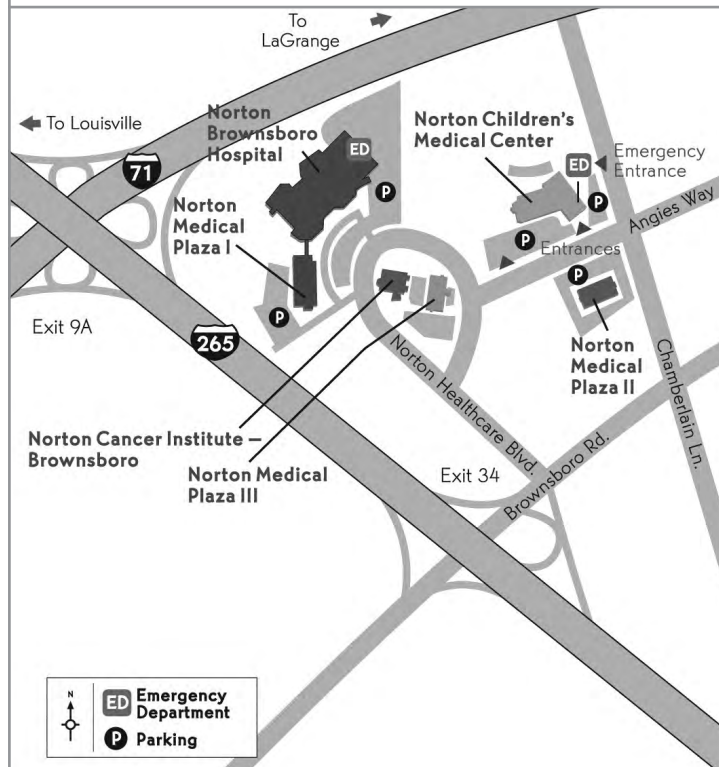 To
LaGrange
To Louisville
71
Norton
Brownsboro
Hospital
ED
P
Norton Children's
Medical Center
ED
Emergency
Entrance
P
P
Entrances
Angies Way
Norton
Medical
Plaza I
P
P
Norton
Medical
Plaza II
Chamberlain Ln.
Exit 9A
265
Norton Healthcare Blvd.
Brownsboro Rd.
Norton Cancer Institute –
Brownsboro
Norton Medical
Plaza III
Exit 34
N
ED Emergency
Department
P Parking